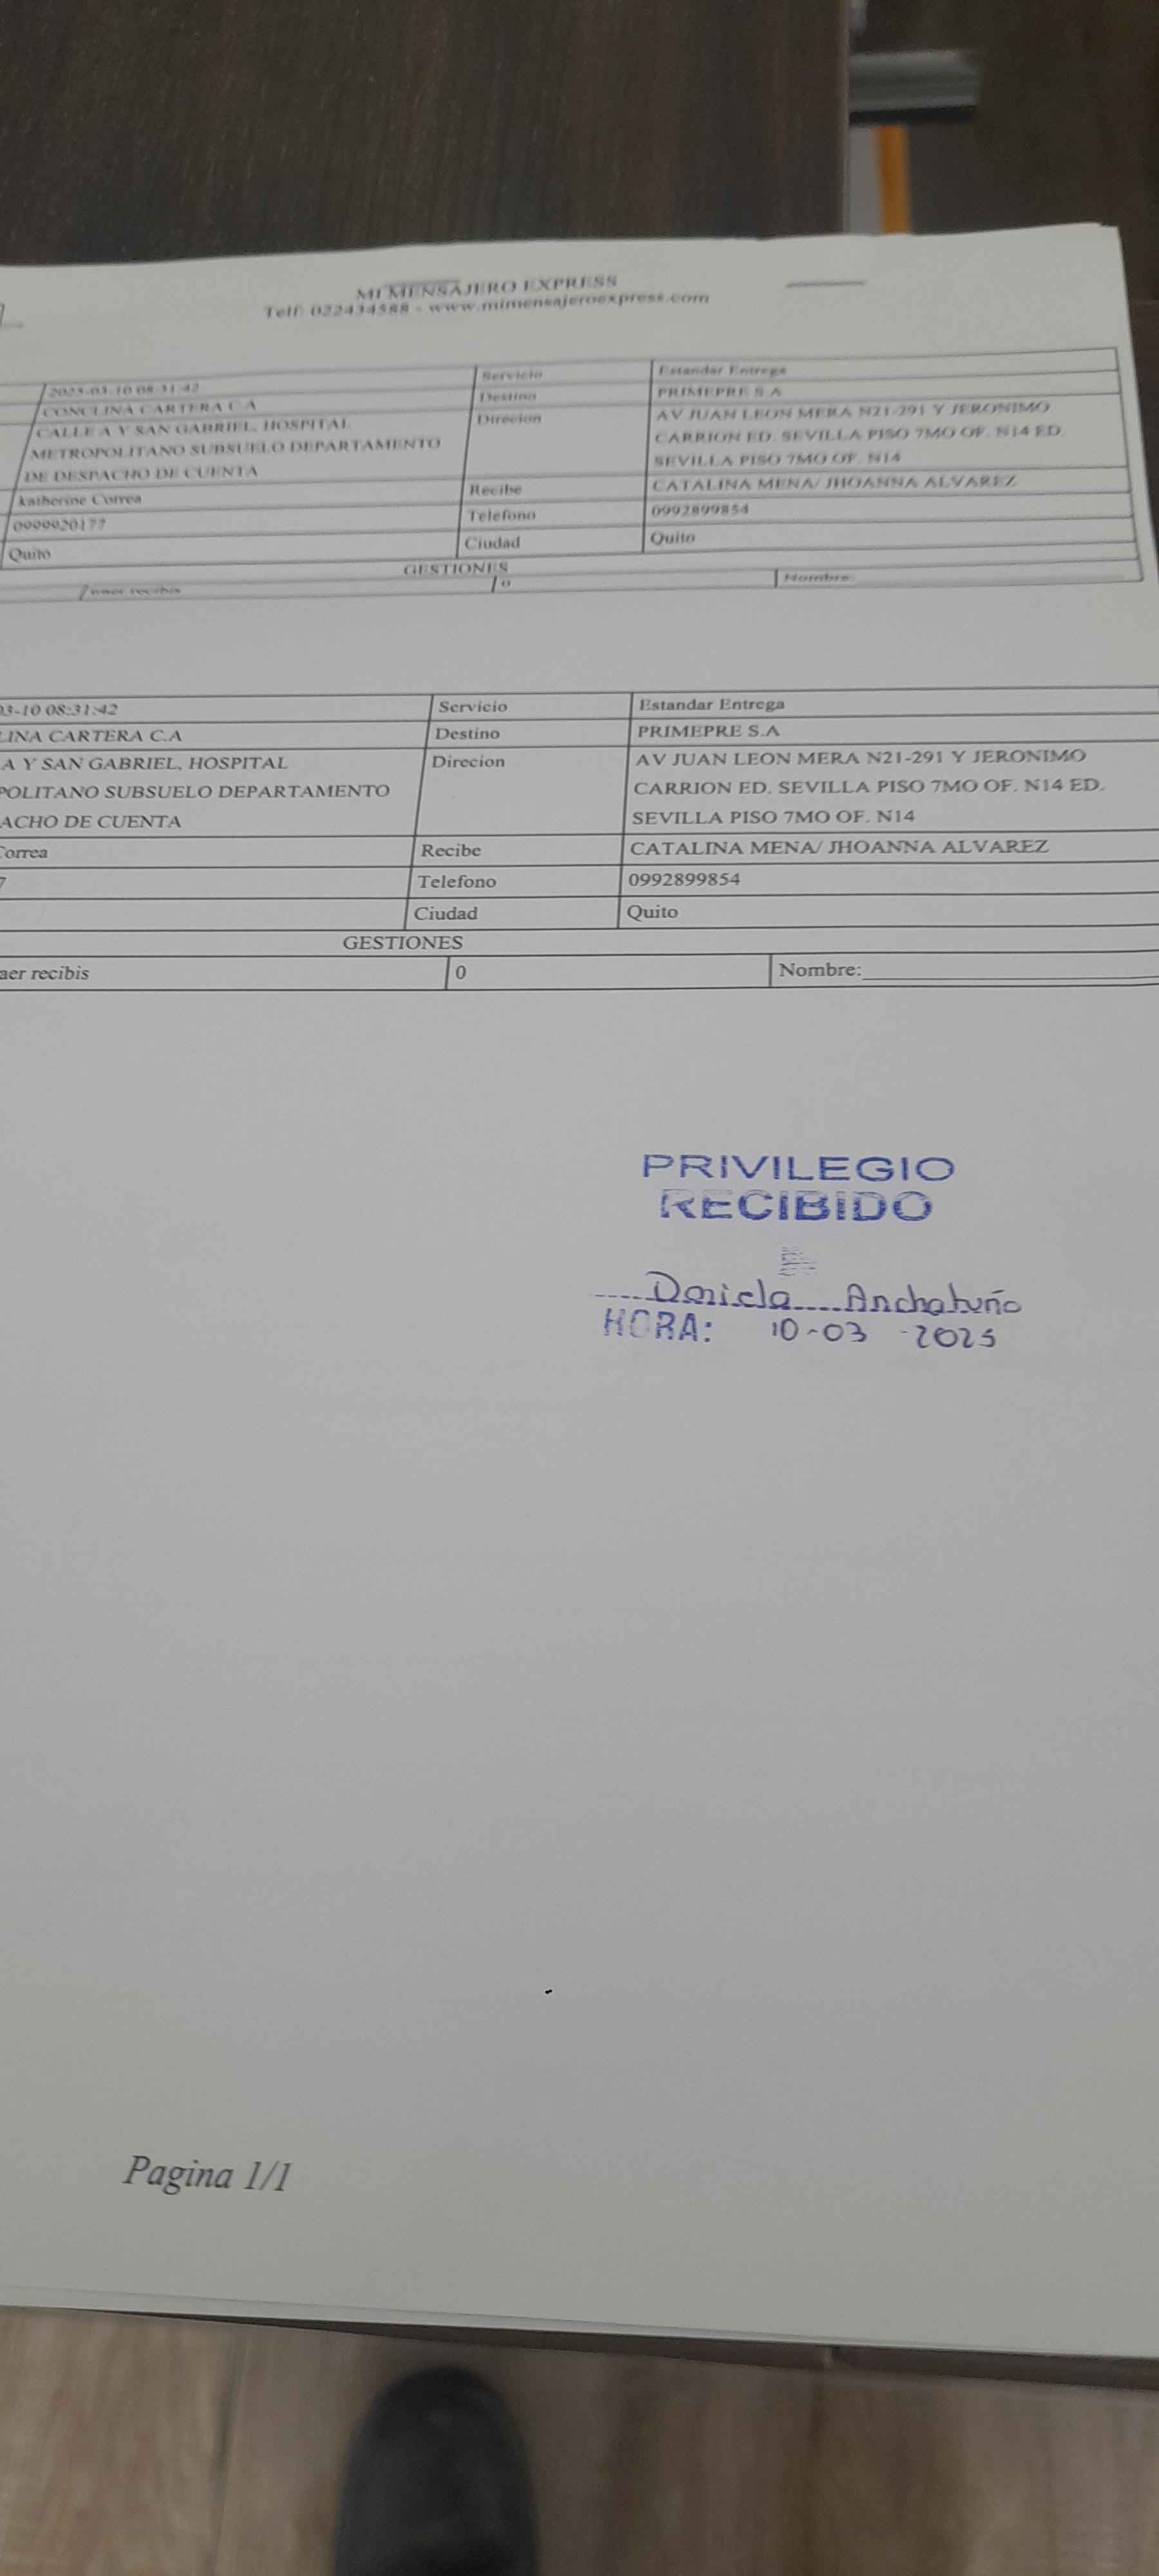 MI MENSAJERO EXPRESS
Telf: 022434588 - www.mimensajeroexpress.com
2025-03-10 08:31:42 Servicio Estandar Entrega
CONCLINA CARTERA C.A Destino PRIMEPRE S.A
CALLE A Y SAN GABRIEL, HOSPITAL Direcion AV JUAN LEON MERA N21-291 Y JERONIMO
METROPOLITANO SUBSUELO DEPARTAMENTO CARRION ED. SEVILLA PISO 7MO OF. N14 ED.
DE DESPACHO DE CUENTA SEVILLA PISO 7MO OF. N14
katherine Correa Recibe CATALINA MENA/ JHOANNA ALVAREZ
0999920177 Telefono 0992899854
Quito Ciudad Quito
GESTIONES
raer recibis 0 Nombre:
03-10 08:31:42 Servicio Estandar Entrega
LINA CARTERA C.A Destino PRIMEPRE S.A
A Y SAN GABRIEL, HOSPITAL Direcion AV JUAN LEON MERA N21-291 Y JERONIMO
POLITANO SUBSUELO DEPARTAMENTO CARRION ED. SEVILLA PISO 7MO OF. N14 ED.
ACHO DE CUENTA SEVILLA PISO 7MO OF. N14
Correa Recibe CATALINA MENA/ JHOANNA ALVAREZ
7 Telefono 0992899854
Ciudad Quito
GESTIONES
aer recibis 0 Nombre:
PRIVILEGIO
RECIBIDO
Daniela Anchatuño
HORA: 10-03-2025
Pagina 1/1